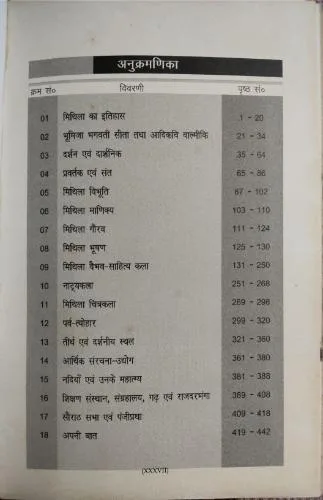 अनुक्रमणिका
क्रम सं० विवरणी पृष्ठ सं०
01 मिथिला का इतिहास 1 - 20
02 भूमिजा भगवती सीता तथा आदिकवि वाल्मीकि 21 - 34
03 दर्शन एवं दार्शनिक 35 - 64
04 प्रवर्तक एवं संत 65 - 86
05 मिथिला विभूति 87 - 102
06 मिथिला माणिक्य 103 - 110
07 मिथिला गौरव 111 - 124
08 मिथिला भूषण 125 - 130
09 मिथिला वैभव-साहित्य कला 131 - 250
10 नाट्यकला 251 - 268
11 मिथिला चित्रकला 269 - 298
12 पर्व-त्योहार 299 - 320
13 तीर्थ एवं दर्शनीय स्थल 321 - 360
14 आर्थिक संरचना-उद्योग 361 - 380
15 नदियाँ एवं उनके महात्म्य 381 - 388
16 शिक्षण संस्थान, संग्रहालय, गढ़ एवं राजदरभंगा 369 - 408
17 सौराठ सभा एवं पंजीप्रथा 409 - 418
18 अपनी बात 419 - 442
(XXXVII)